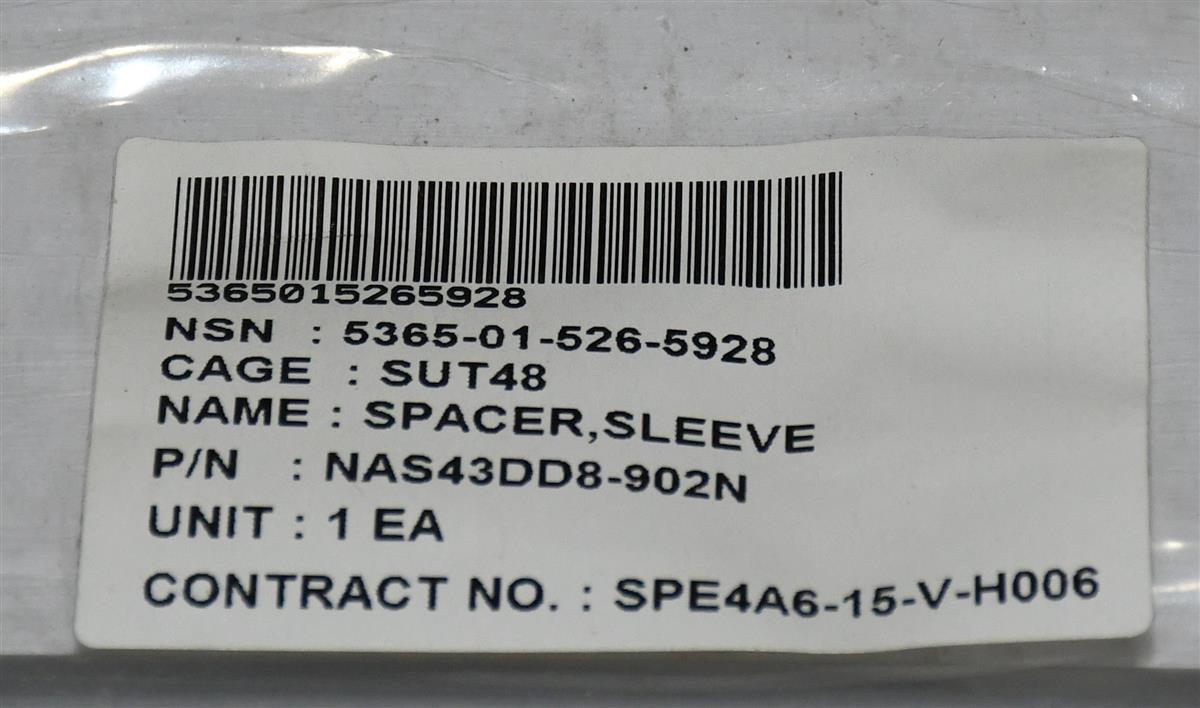 5365015265928
NSN : 5365-01-526-5928
CAGE : SUT48
NAME : SPACER,SLEEVE
P/N : NAS43DD8-902N
UNIT : 1 EA
CONTRACT NO. : SPE4A6-15-V-H006